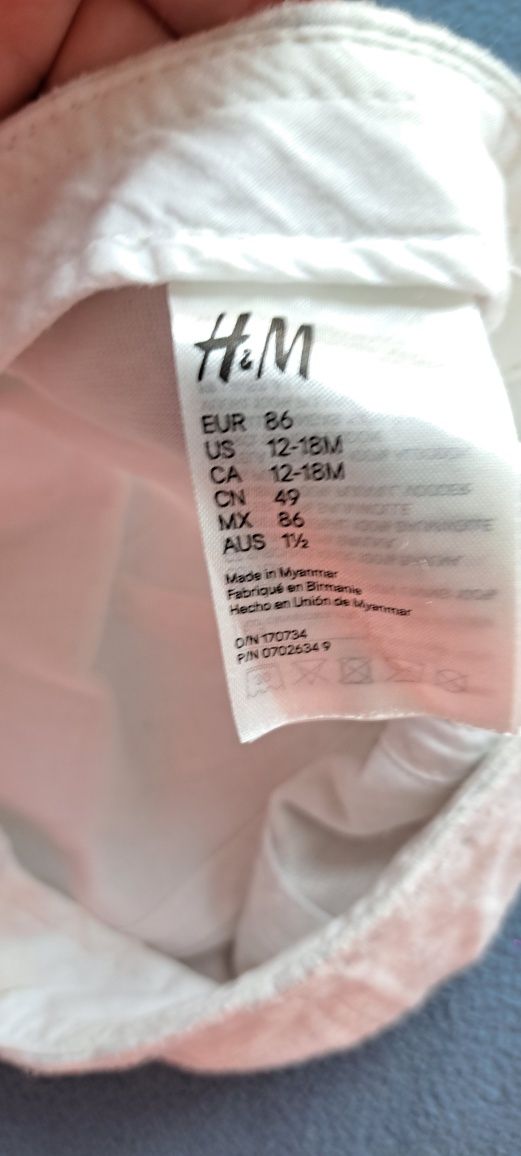 H&M
EUR 86
US 12-18M
CA 12-18M
CN 49
MX 86
AUS 1½
Made in Myanmar
Fabriqué en Birmanie
Hecho en Unión de Myanmar
O/N 170734
P/N 0702634 9